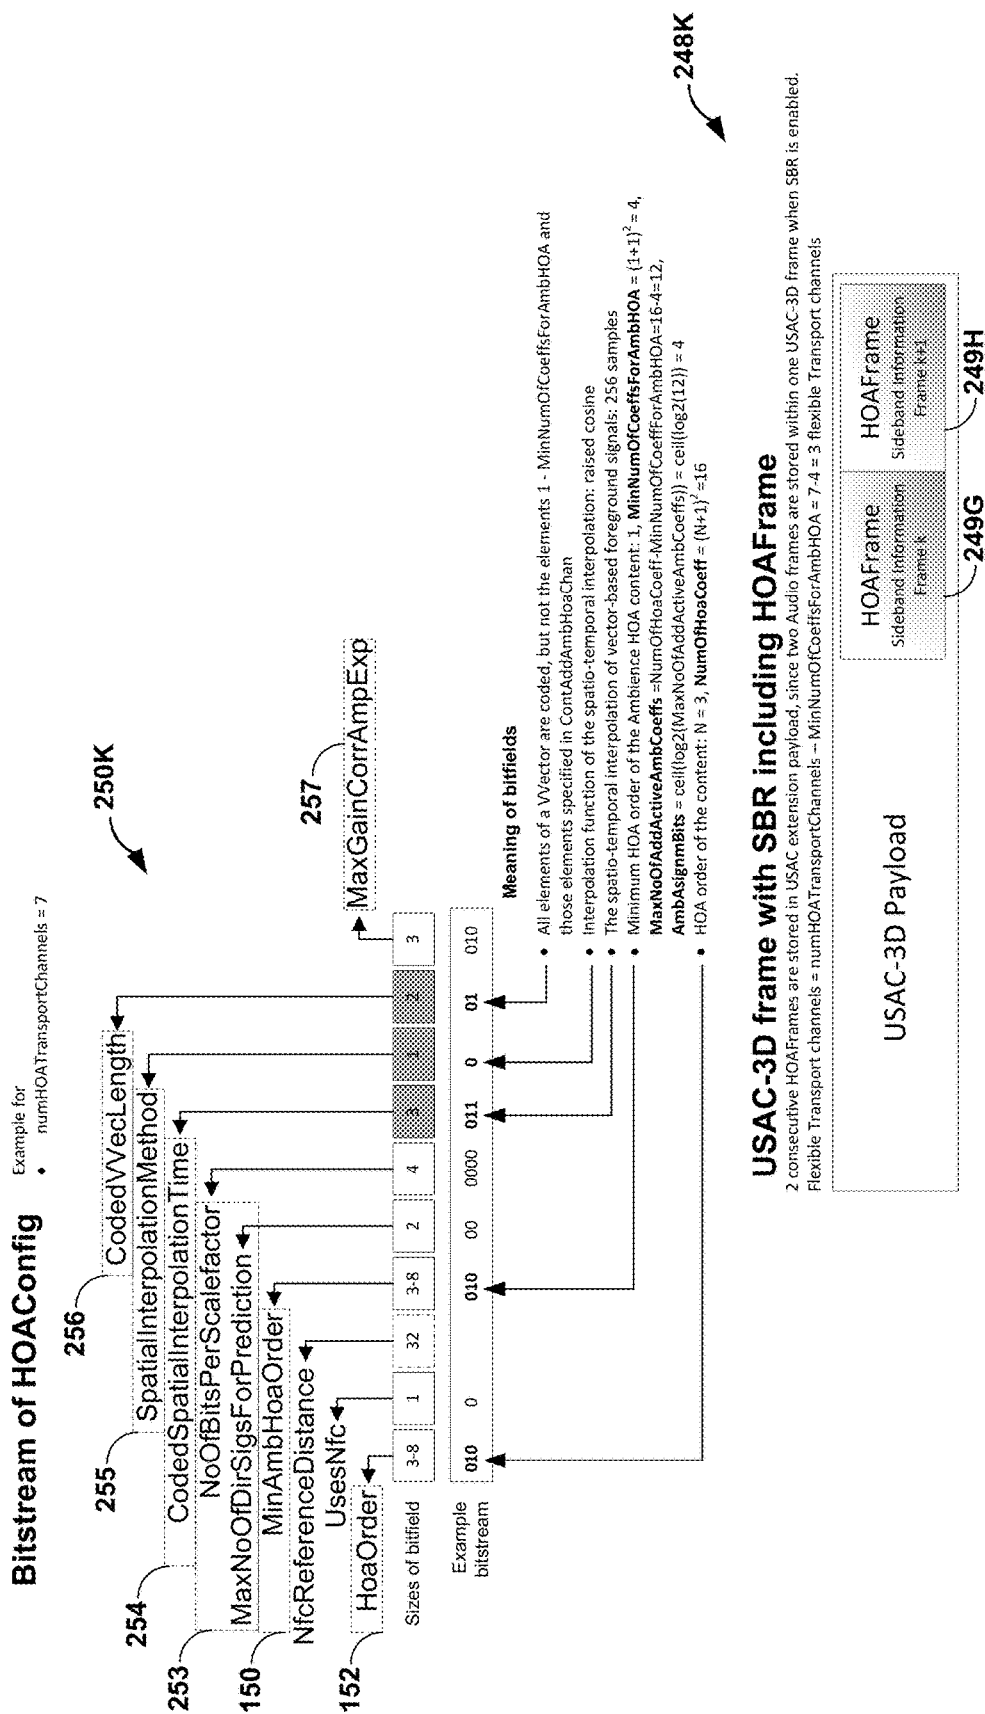 Bitstream of HOAConfig
Example for
• numHOATransportChannels = 7
250K
256
CodedVVecLength
255
SpatialInterpolationMethod
254
CodedSpatialInterpolationTime
253
NoOfBitsPerScalefactor
MaxNoOfDirSigsForPrediction
150
MinAmbHoaOrder
NfcReferenceDistance
UsesNfc
152
HoaOrder
257
MaxGainCorrAmpExp
Sizes of bitfield
3-8 1 32 3-8 2 4 3 1 2 3
Example
bitstream
010 0 010 00 0000 011 0 01 010
Meaning of bitfields
• All elements of a VVector are coded, but not the elements 1 - MinNumOfCoeffsForAmbHOA and
those elements specified in ContAddAmbHoaChan
• Interpolation function of the spatio-temporal interpolation: raised cosine
• The spatio-temporal interpolation of vector-based foreground signals: 256 samples
• Minimum HOA order of the Ambience HOA content: 1, MinNumOfCoeffsForAmbHOA = (1+1)² = 4,
MaxNoOfAddActiveAmbCoeffs =NumOfHoaCoeff-MinNumOfCoeffForAmbHOA=16-4=12,
AmbAsignmBits = ceil(log2(MaxNoOfAddActiveAmbCoeffs)) = ceil(log2(12)) = 4
• HOA order of the content: N = 3, NumOfHoaCoeff = (N+1)² =16
248K
USAC-3D frame with SBR including HOAFrame
2 consecutive HOAFrames are stored in USAC extension payload, since two Audio frames are stored within one USAC-3D frame when SBR is enabled.
Flexible Transport channels = numHOATransportChannels – MinNumOfCoeffsForAmbHOA = 7-4 = 3 flexible Transport channels
USAC-3D Payload
HOAFrame
Sideband Information
Frame k
HOAFrame
Sideband Information
Frame k+1
249G
249H